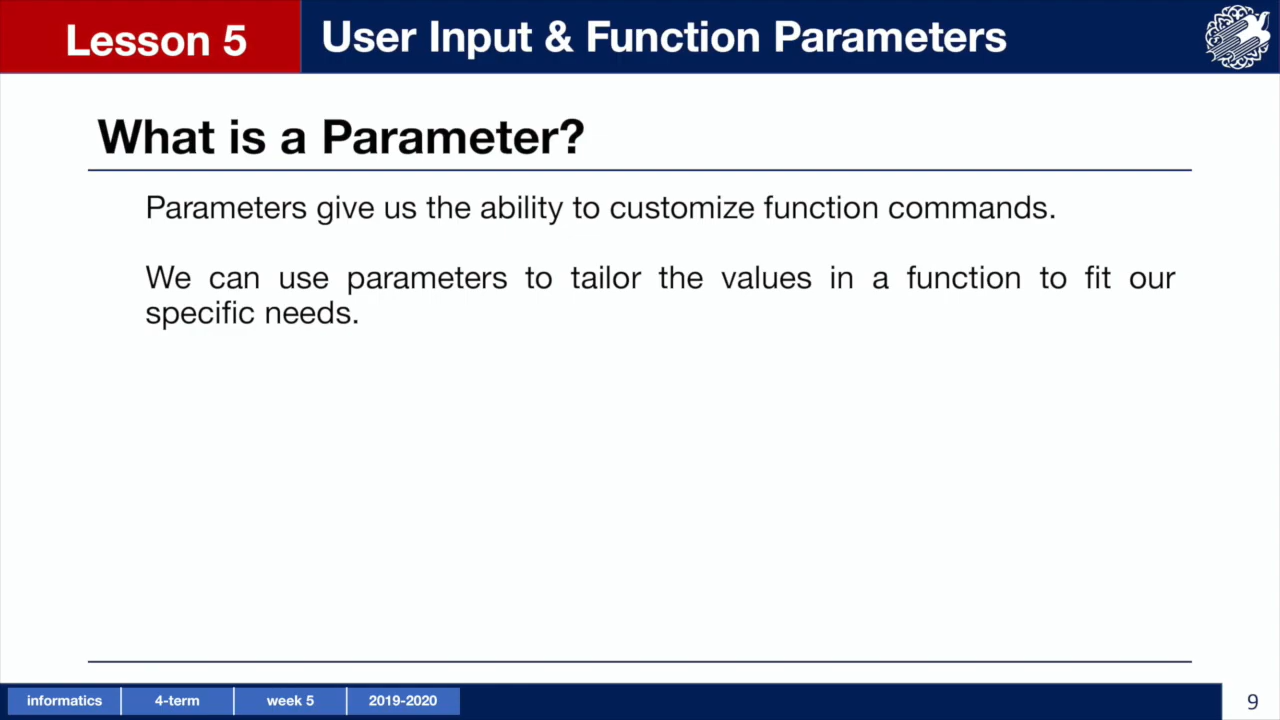 Lesson 5
User Input & Function Parameters
What is a Parameter?
Parameters give us the ability to customize function commands.
We can use parameters to tailor the values in a function to fit our
specific needs.
informatics
4-term
week 5
2019-2020
9